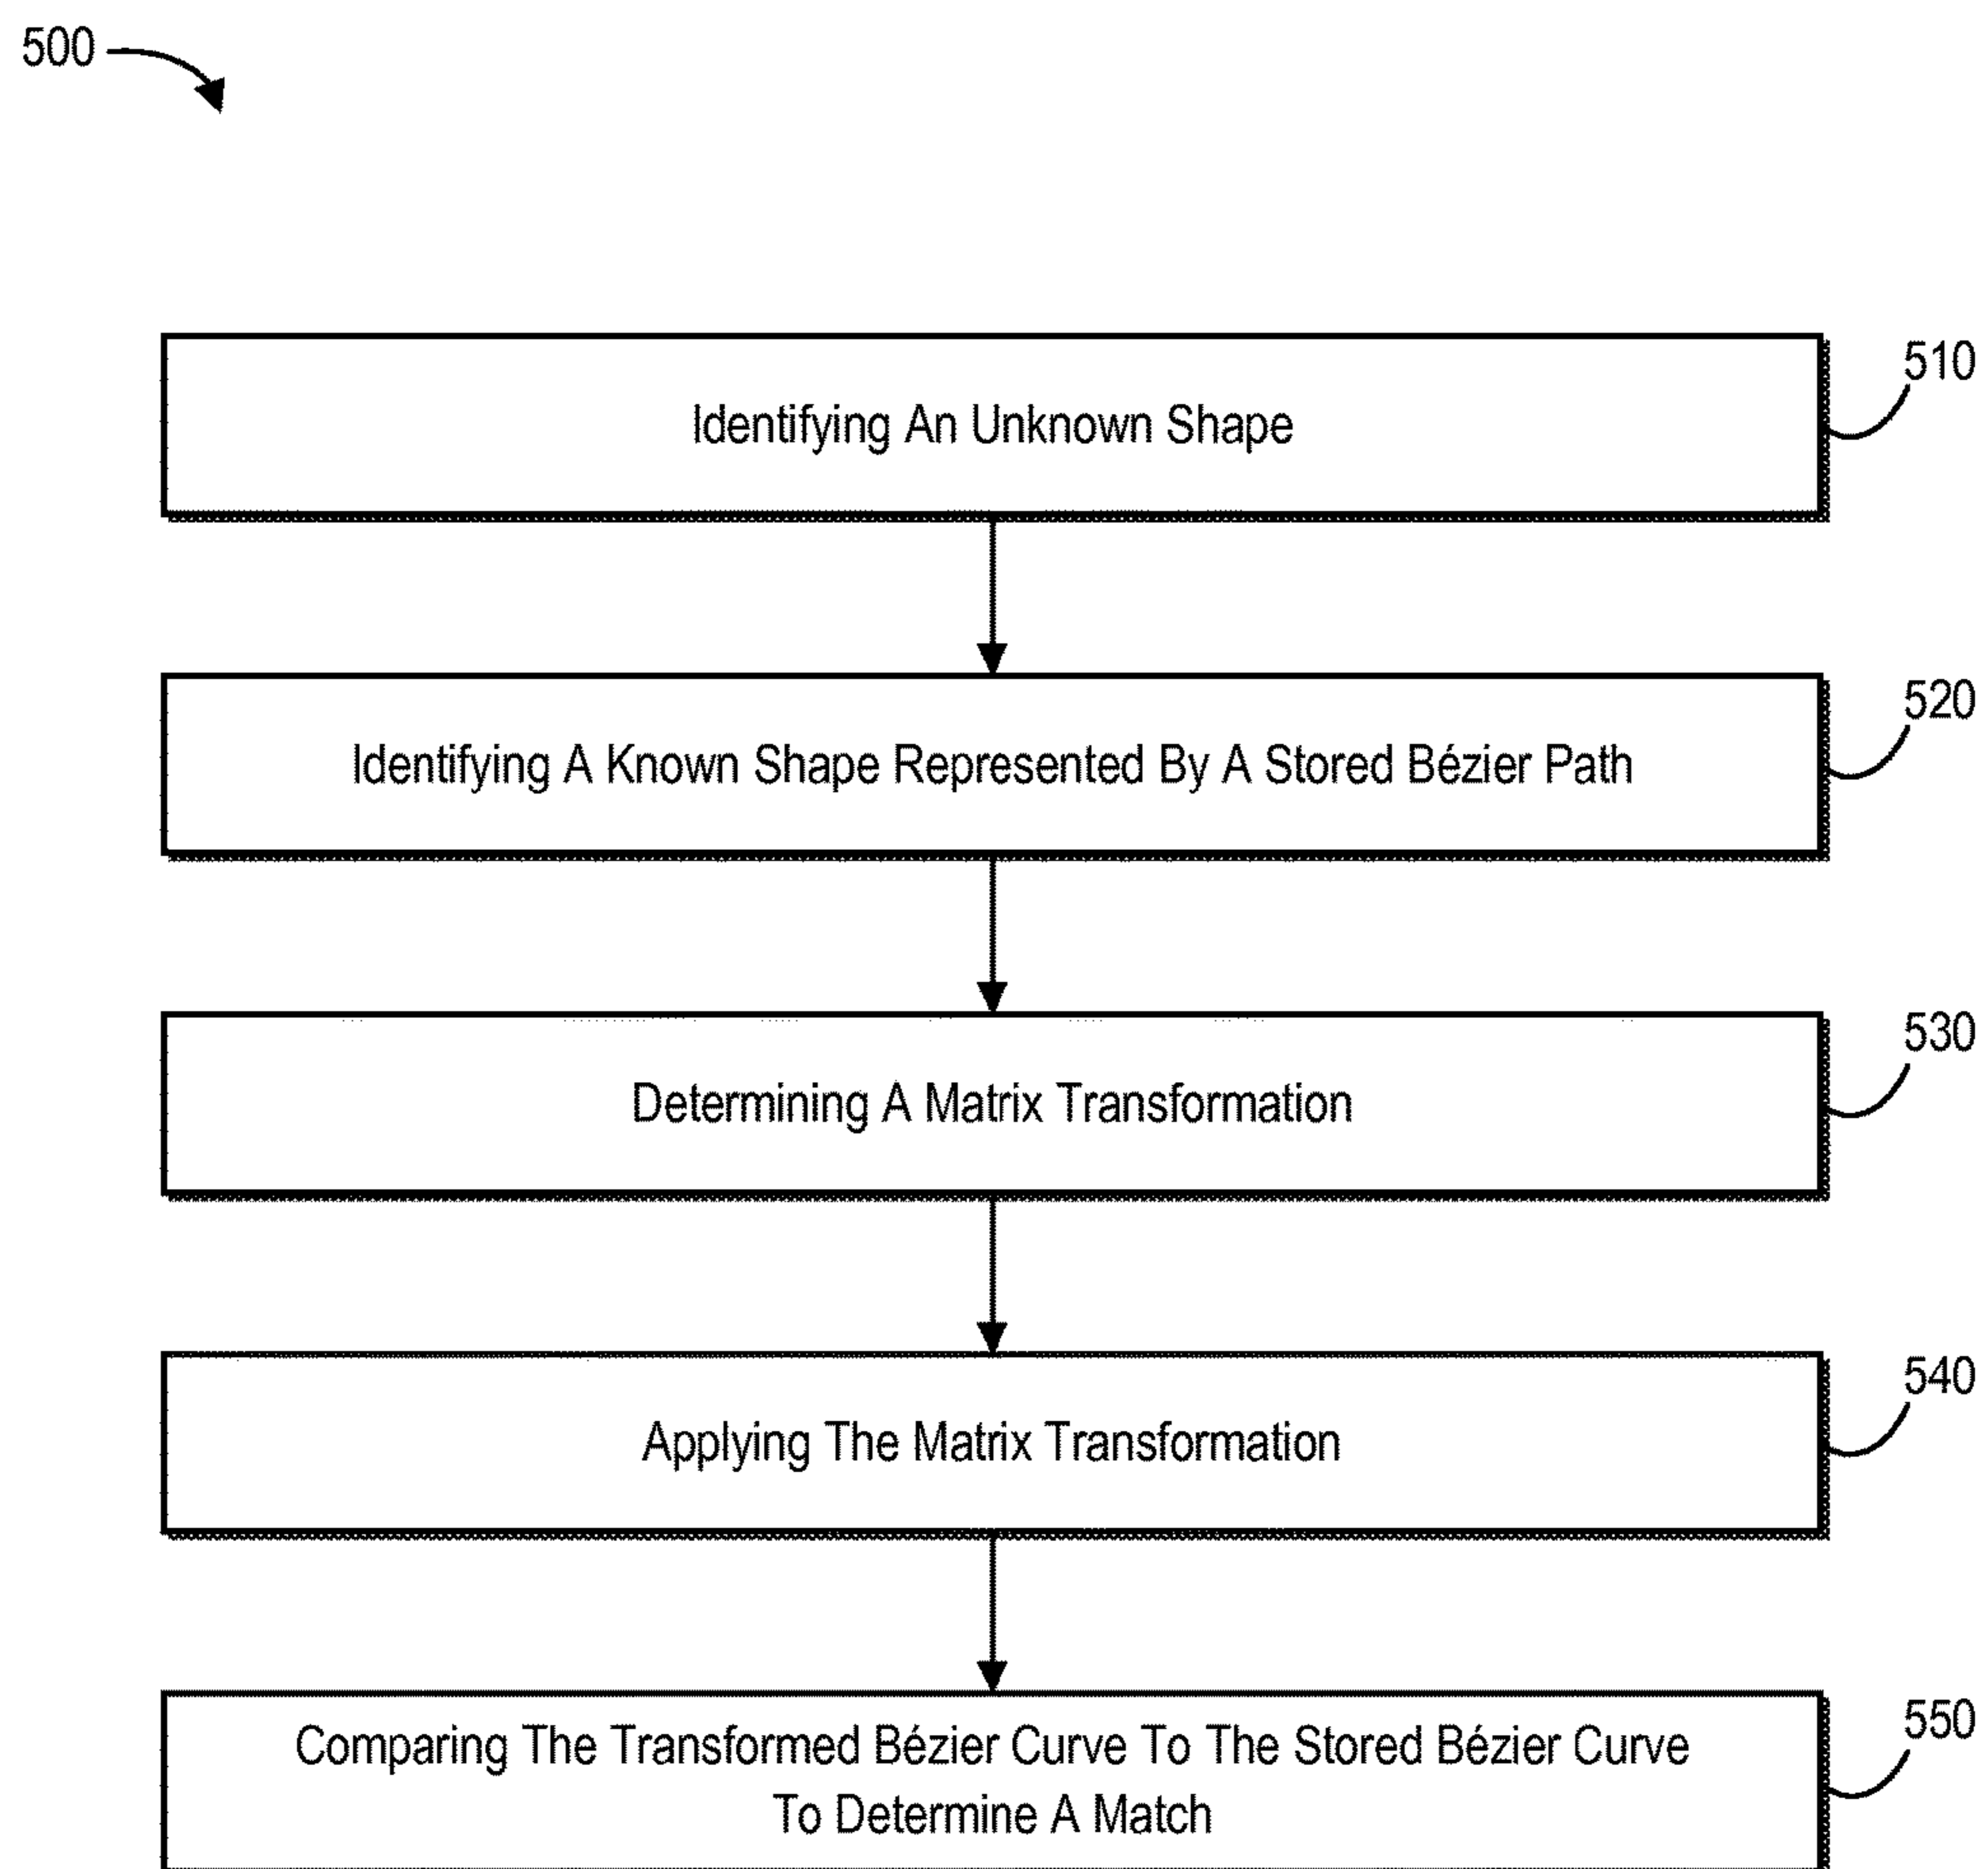 500
510
Identifying An Unknown Shape
520
Identifying A Known Shape Represented By A Stored Bézier Path
530
Determining A Matrix Transformation
540
Applying The Matrix Transformation
550
Comparing The Transformed Bézier Curve To The Stored Bézier Curve
To Determine A Match